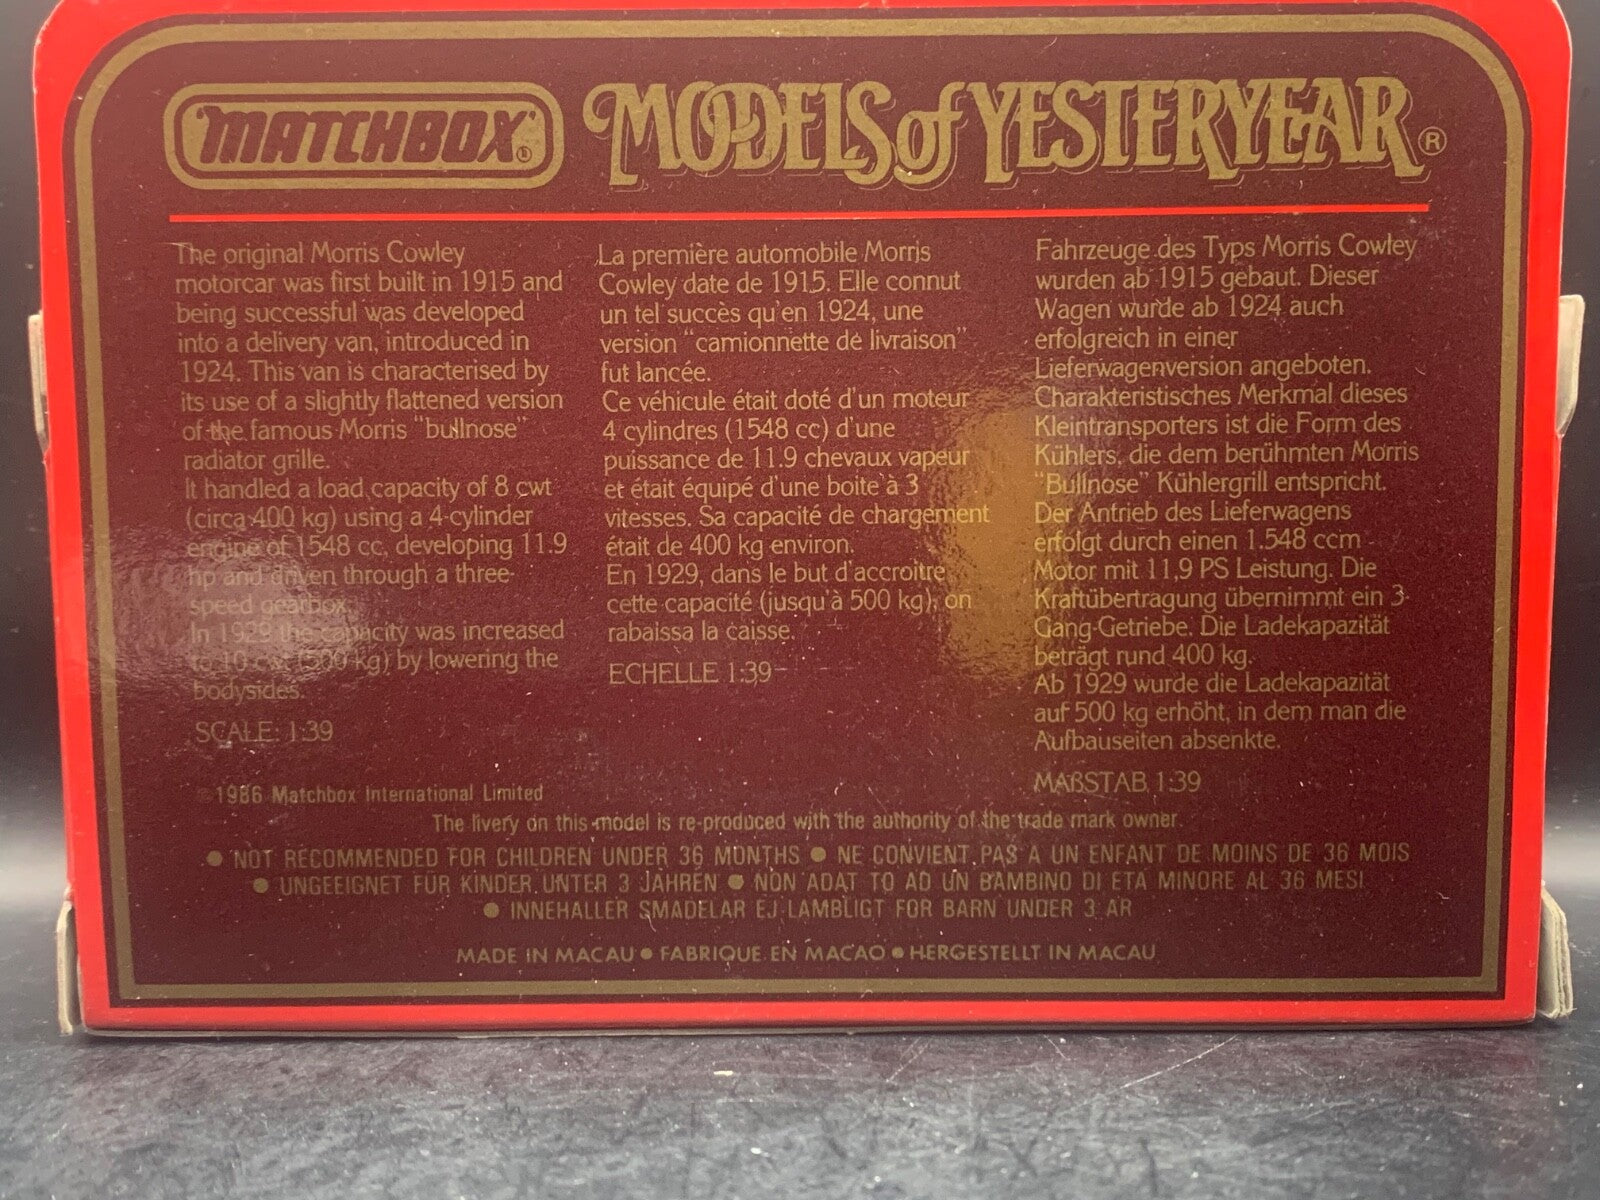 "MATCHBOX"®
MODELS of YESTERYEAR®
The original Morris Cowley
motorcar was first built in 1915 and
being successful was developed
into a delivery van, introduced in
1924. This van is characterised by
its use of a slightly flattened version
of the famous Morris "bullnose"
radiator grille.
It handled a load capacity of 8 cwt
(circa 400 kg) using a 4-cylinder
engine of 1548 cc, developing 11.9
hp and driven through a three-
speed gearbox.
In 1929 the capacity was increased
to 10 cwt (500 kg) by lowering the
bodysides.
SCALE: 1:39
La première automobile Morris
Cowley date de 1915. Elle connut
un tel succès qu'en 1924, une
version "camionnette de livraison"
fut lancée.
Ce véhicule était doté d'un moteur
4 cylindres (1548 cc) d'une
puissance de 11.9 chevaux vapeur
et était équipé d'une boite à 3
vitesses. Sa capacité de chargement
était de 400 kg environ.
En 1929, dans le but d'accroitre
cette capacité (jusqu'à 500 kg), on
rabaissa la caisse.
ECHELLE 1:39
Fahrzeuge des Typs Morris Cowley
wurden ab 1915 gebaut. Dieser
Wagen wurde ab 1924 auch
erfolgreich in einer
Lieferwagenversion angeboten.
Charakteristisches Merkmal dieses
Kleintransporters ist die Form des
Kühlers, die dem berühmten Morris
"Bullnose" Kühlergrill entspricht.
Der Antrieb des Lieferwagens
erfolgt durch einen 1.548 ccm
Motor mit 11,9 PS Leistung. Die
Kraftübertragung übernimmt ein 3-
Gang-Getriebe. Die Ladekapazität
beträgt rund 400 kg.
Ab 1929 wurde die Ladekapazität
auf 500 kg erhöht, in dem man die
Aufbauseiten absenkte.
MAßSTAB 1:39
© 1986 Matchbox International Limited
The livery on this model is re-produced with the authority of the trade mark owner.
● NOT RECOMMENDED FOR CHILDREN UNDER 36 MONTHS ● NE CONVIENT PAS A UN ENFANT DE MOINS DE 36 MOIS
● UNGEEIGNET FÜR KINDER UNTER 3 JAHREN ● NON ADAT TO AD UN BAMBINO DI ETA MINORE AL 36 MESI
● INNEHALLER SMADELAR EJ LAMBLIGT FOR BARN UNDER 3 AR
MADE IN MACAU ● FABRIQUE EN MACAO ● HERGESTELLT IN MACAU